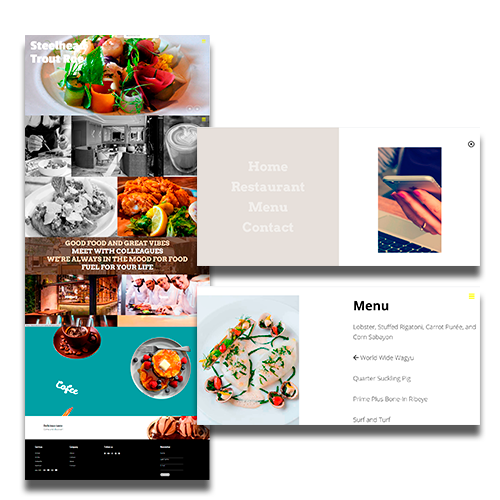 Steelhead
Trout Roe
GOOD FOOD AND GREAT VIBES
MEET WITH COLLEAGUES
WE'RE ALWAYS IN THE MOOD FOR FOOD
FUEL FOR YOUR LIFE
Cafee
Home
Restaurant
Menu
Contact
Menu
Lobster, Stuffed Rigatoni, Carrot Purée, and
Corn Sabayon
World Wide Wagyu
Quarter Suckling Pig
Prime Plus Bone-In Ribeye
Surf and Turf